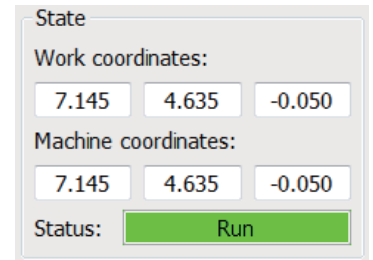 State
Work coordinates:
7.145 4.635 -0.050
Machine coordinates:
7.145 4.635 -0.050
Status: Run